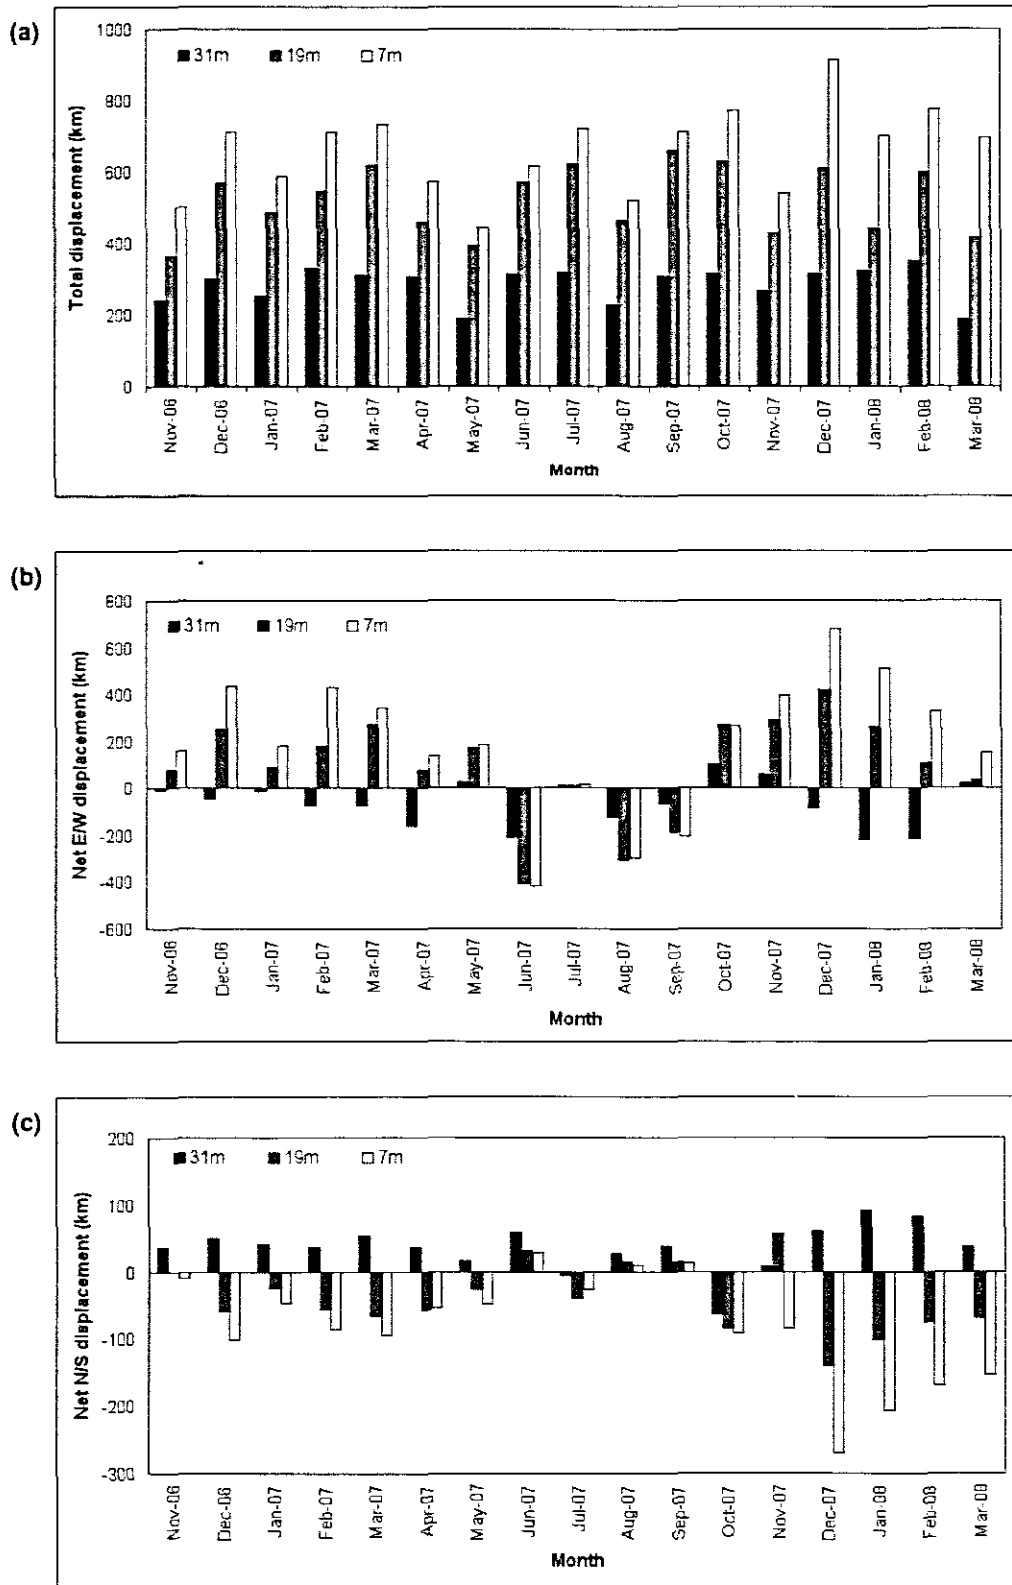 (a)
Total displacement (km)
1000
800
600
400
200
0
31m 19m 7m
Nov-06 Dec-06 Jan-07 Feb-07 Mar-07 Apr-07 May-07 Jun-07 Jul-07 Aug-07 Sep-07 Oct-07 Nov-07 Dec-07 Jan-08 Feb-08 Mar-08
Month
(b)
Net E/W displacement (km)
800
600
400
200
0
-200
-400
-600
31m 19m 7m
Nov-06 Dec-06 Jan-07 Feb-07 Mar-07 Apr-07 May-07 Jun-07 Jul-07 Aug-07 Sep-07 Oct-07 Nov-07 Dec-07 Jan-08 Feb-08 Mar-08
Month
(c)
Net N/S displacement (km)
200
100
0
-100
-200
-300
31m 19m 7m
Nov-06 Dec-06 Jan-07 Feb-07 Mar-07 Apr-07 May-07 Jun-07 Jul-07 Aug-07 Sep-07 Oct-07 Nov-07 Dec-07 Jan-08 Feb-08 Mar-08
Month